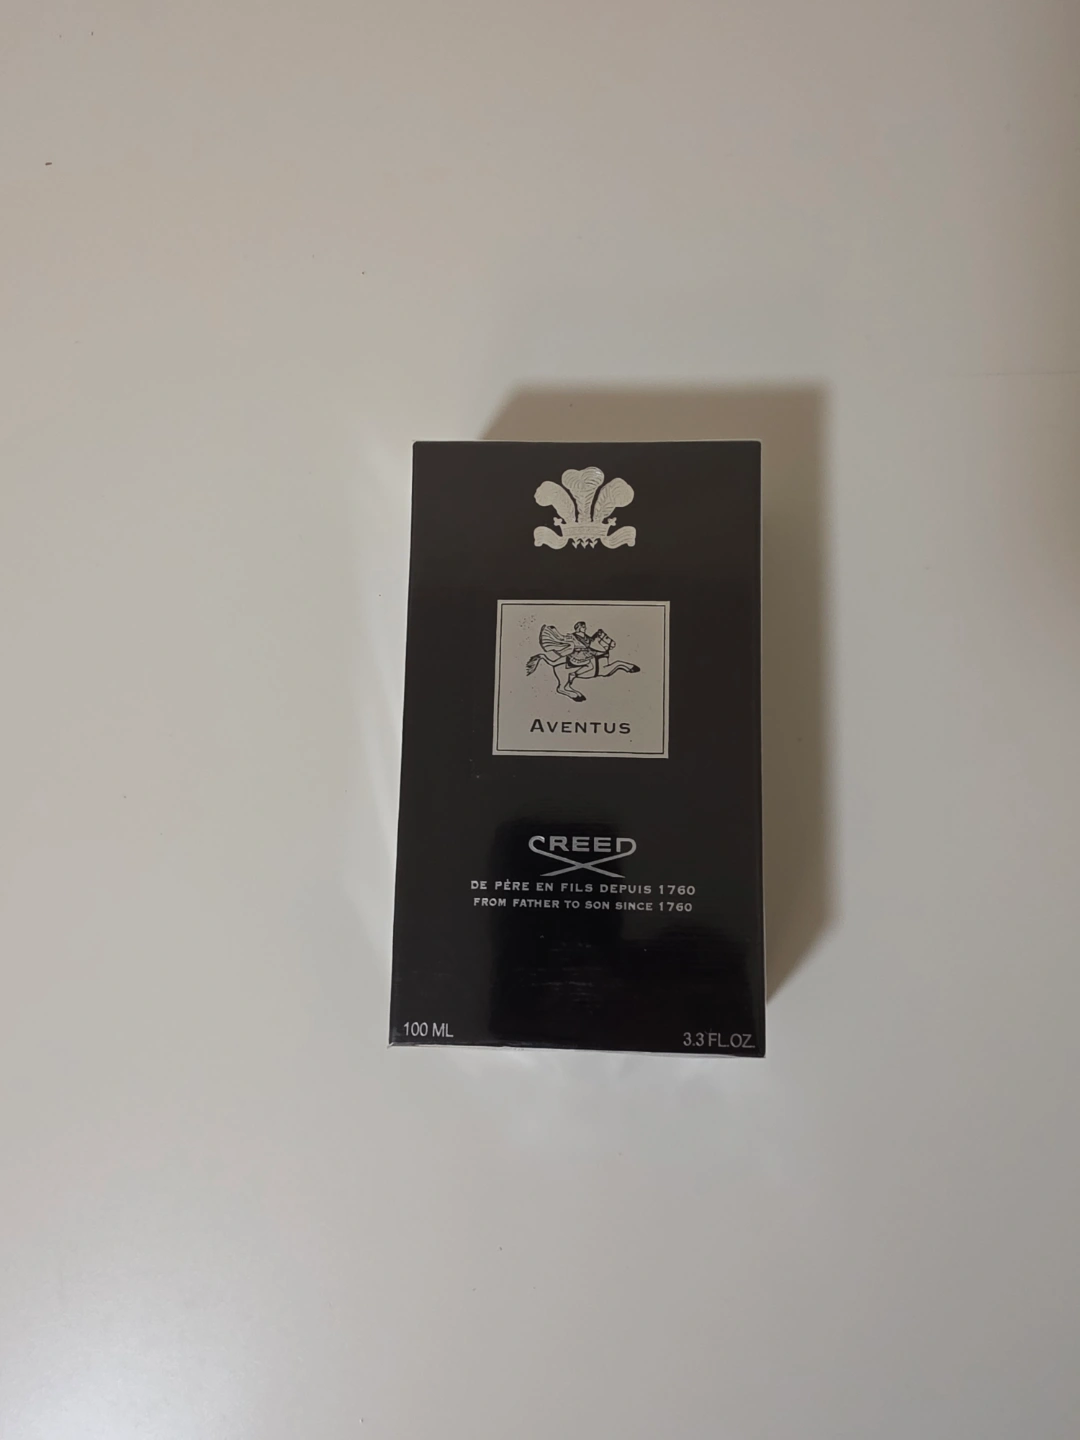 AVENTUS
CREED
DE PÈRE EN FILS DEPUIS 1760
FROM FATHER TO SON SINCE 1760
100 ML
3.3 FL.OZ.